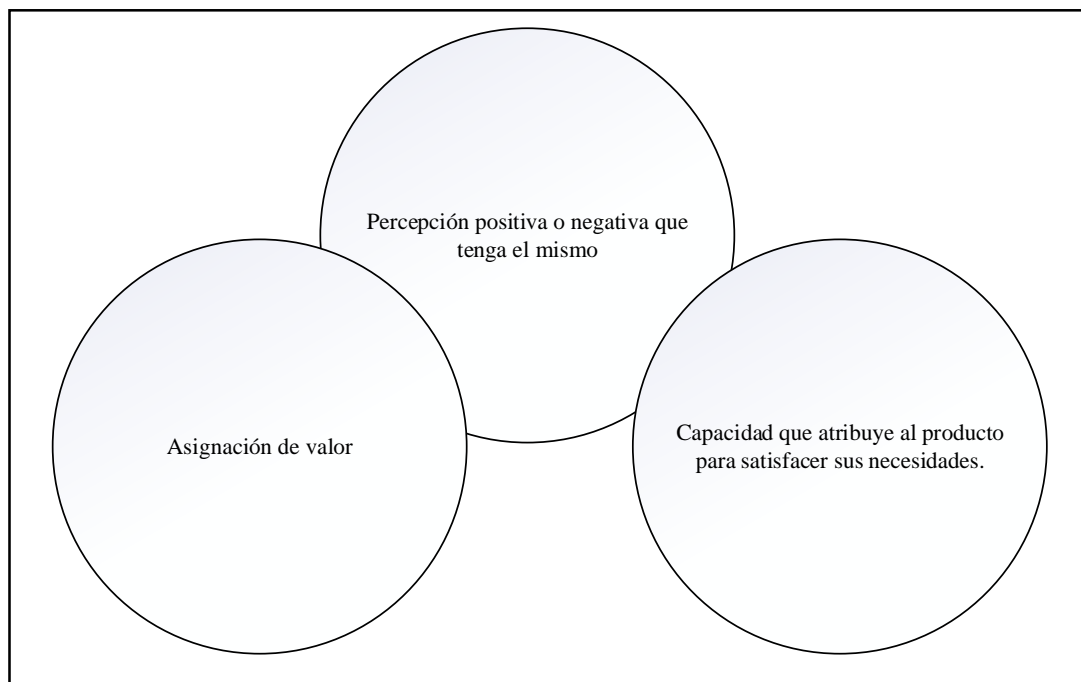 Percepción positiva o negativa que
tenga el mismo
Asignación de valor
Capacidad que atribuye al producto
para satisfacer sus necesidades.